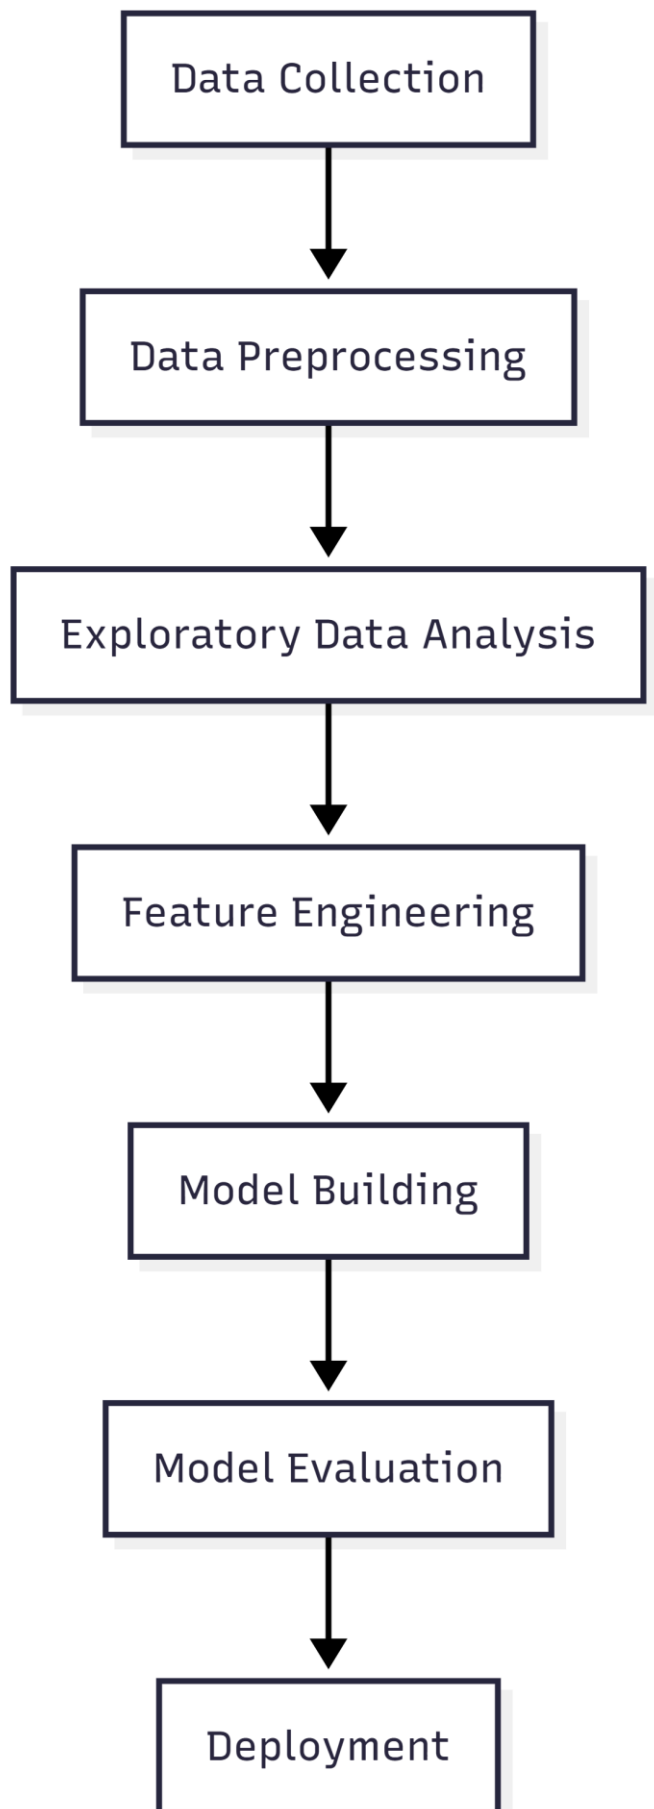 Data Collection
Data Preprocessing
Exploratory Data Analysis
Feature Engineering
Model Building
Model Evaluation
Deployment